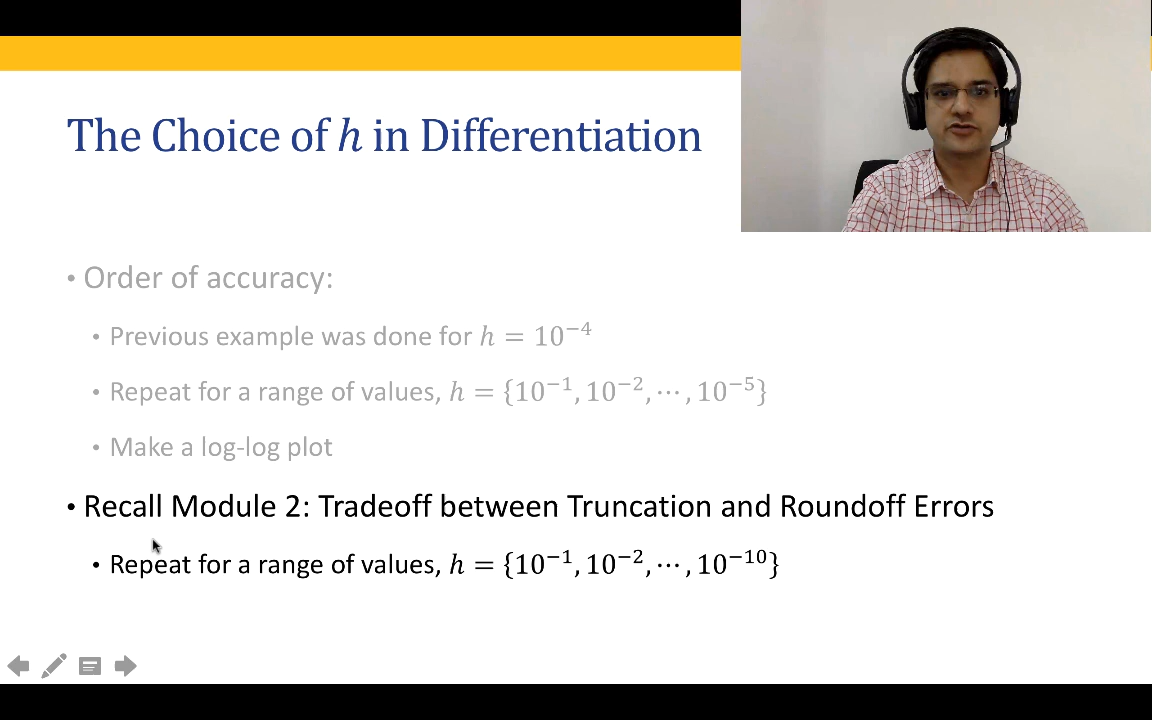 The Choice of h in Differentiation
• Order of accuracy:
• Previous example was done for h = 10⁻⁴
• Repeat for a range of values, h = {10⁻¹, 10⁻², ⋯ , 10⁻⁵}
• Make a log-log plot
• Recall Module 2: Tradeoff between Truncation and Roundoff Errors
• Repeat for a range of values, h = {10⁻¹, 10⁻², ⋯ , 10⁻¹⁰}